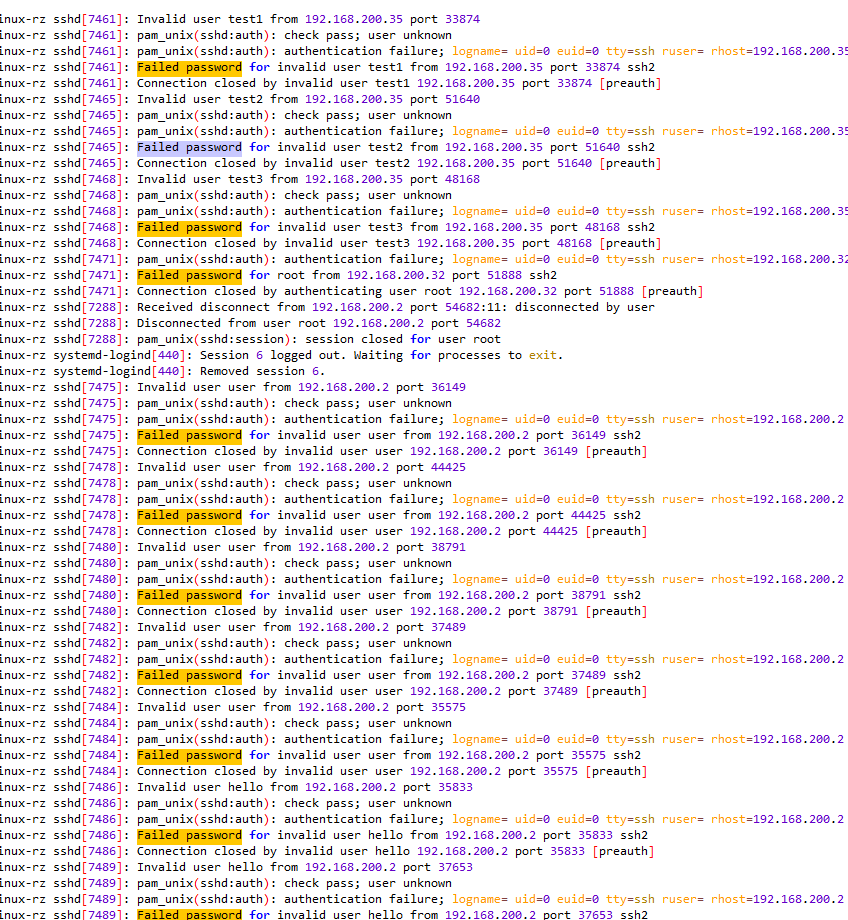 inux-rz sshd[7461]: Invalid user test1 from 192.168.200.35 port 33874
inux-rz sshd[7461]: pam_unix(sshd:auth): check pass; user unknown
inux-rz sshd[7461]: pam_unix(sshd:auth): authentication failure; logname= uid=0 euid=0 tty=ssh ruser= rhost=192.168.200.35
inux-rz sshd[7461]: Failed password for invalid user test1 from 192.168.200.35 port 33874 ssh2
inux-rz sshd[7461]: Connection closed by invalid user test1 192.168.200.35 port 33874 [preauth]
inux-rz sshd[7465]: Invalid user test2 from 192.168.200.35 port 51640
inux-rz sshd[7465]: pam_unix(sshd:auth): check pass; user unknown
inux-rz sshd[7465]: pam_unix(sshd:auth): authentication failure; logname= uid=0 euid=0 tty=ssh ruser= rhost=192.168.200.35
inux-rz sshd[7465]: Failed password for invalid user test2 from 192.168.200.35 port 51640 ssh2
inux-rz sshd[7465]: Connection closed by invalid user test2 192.168.200.35 port 51640 [preauth]
inux-rz sshd[7468]: Invalid user test3 from 192.168.200.35 port 48168
inux-rz sshd[7468]: pam_unix(sshd:auth): check pass; user unknown
inux-rz sshd[7468]: pam_unix(sshd:auth): authentication failure; logname= uid=0 euid=0 tty=ssh ruser= rhost=192.168.200.35
inux-rz sshd[7468]: Failed password for invalid user test3 from 192.168.200.35 port 48168 ssh2
inux-rz sshd[7468]: Connection closed by invalid user test3 192.168.200.35 port 48168 [preauth]
inux-rz sshd[7471]: pam_unix(sshd:auth): authentication failure; logname= uid=0 euid=0 tty=ssh ruser= rhost=192.168.200.32
inux-rz sshd[7471]: Failed password for root from 192.168.200.32 port 51888 ssh2
inux-rz sshd[7471]: Connection closed by authenticating user root 192.168.200.32 port 51888 [preauth]
inux-rz sshd[7288]: Received disconnect from 192.168.200.2 port 54682:11: disconnected by user
inux-rz sshd[7288]: Disconnected from user root 192.168.200.2 port 54682
inux-rz sshd[7288]: pam_unix(sshd:session): session closed for user root
inux-rz systemd-logind[440]: Session 6 logged out. Waiting for processes to exit.
inux-rz systemd-logind[440]: Removed session 6.
inux-rz sshd[7475]: Invalid user user from 192.168.200.2 port 36149
inux-rz sshd[7475]: pam_unix(sshd:auth): check pass; user unknown
inux-rz sshd[7475]: pam_unix(sshd:auth): authentication failure; logname= uid=0 euid=0 tty=ssh ruser= rhost=192.168.200.2
inux-rz sshd[7475]: Failed password for invalid user user from 192.168.200.2 port 36149 ssh2
inux-rz sshd[7475]: Connection closed by invalid user user 192.168.200.2 port 36149 [preauth]
inux-rz sshd[7478]: Invalid user user from 192.168.200.2 port 44425
inux-rz sshd[7478]: pam_unix(sshd:auth): check pass; user unknown
inux-rz sshd[7478]: pam_unix(sshd:auth): authentication failure; logname= uid=0 euid=0 tty=ssh ruser= rhost=192.168.200.2
inux-rz sshd[7478]: Failed password for invalid user user from 192.168.200.2 port 44425 ssh2
inux-rz sshd[7478]: Connection closed by invalid user user 192.168.200.2 port 44425 [preauth]
inux-rz sshd[7480]: Invalid user user from 192.168.200.2 port 38791
inux-rz sshd[7480]: pam_unix(sshd:auth): check pass; user unknown
inux-rz sshd[7480]: pam_unix(sshd:auth): authentication failure; logname= uid=0 euid=0 tty=ssh ruser= rhost=192.168.200.2
inux-rz sshd[7480]: Failed password for invalid user user from 192.168.200.2 port 38791 ssh2
inux-rz sshd[7480]: Connection closed by invalid user user 192.168.200.2 port 38791 [preauth]
inux-rz sshd[7482]: Invalid user user from 192.168.200.2 port 37489
inux-rz sshd[7482]: pam_unix(sshd:auth): check pass; user unknown
inux-rz sshd[7482]: pam_unix(sshd:auth): authentication failure; logname= uid=0 euid=0 tty=ssh ruser= rhost=192.168.200.2
inux-rz sshd[7482]: Failed password for invalid user user from 192.168.200.2 port 37489 ssh2
inux-rz sshd[7482]: Connection closed by invalid user user 192.168.200.2 port 37489 [preauth]
inux-rz sshd[7484]: Invalid user user from 192.168.200.2 port 35575
inux-rz sshd[7484]: pam_unix(sshd:auth): check pass; user unknown
inux-rz sshd[7484]: pam_unix(sshd:auth): authentication failure; logname= uid=0 euid=0 tty=ssh ruser= rhost=192.168.200.2
inux-rz sshd[7484]: Failed password for invalid user user from 192.168.200.2 port 35575 ssh2
inux-rz sshd[7484]: Connection closed by invalid user user 192.168.200.2 port 35575 [preauth]
inux-rz sshd[7486]: Invalid user hello from 192.168.200.2 port 35833
inux-rz sshd[7486]: pam_unix(sshd:auth): check pass; user unknown
inux-rz sshd[7486]: pam_unix(sshd:auth): authentication failure; logname= uid=0 euid=0 tty=ssh ruser= rhost=192.168.200.2
inux-rz sshd[7486]: Failed password for invalid user hello from 192.168.200.2 port 35833 ssh2
inux-rz sshd[7486]: Connection closed by invalid user hello 192.168.200.2 port 35833 [preauth]
inux-rz sshd[7489]: Invalid user hello from 192.168.200.2 port 37653
inux-rz sshd[7489]: pam_unix(sshd:auth): check pass; user unknown
inux-rz sshd[7489]: pam_unix(sshd:auth): authentication failure; logname= uid=0 euid=0 tty=ssh ruser= rhost=192.168.200.2
inux-rz sshd[7489]: Failed password for invalid user hello from 192.168.200.2 port 37653 ssh2